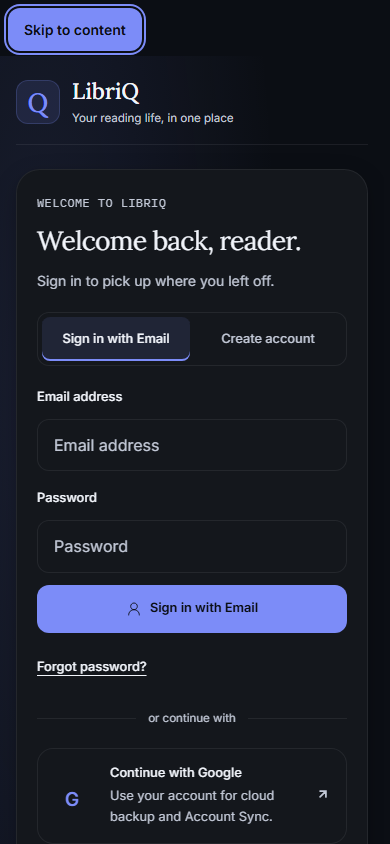 Skip to content
Q
LibriQ
Your reading life, in one place
WELCOME TO LIBRIQ
Welcome back, reader.
Sign in to pick up where you left off.
Sign in with Email
Create account
Email address
Email address
Password
Password
Sign in with Email
Forgot password?
or continue with
G
Continue with Google
Use your account for cloud
backup and Account Sync.